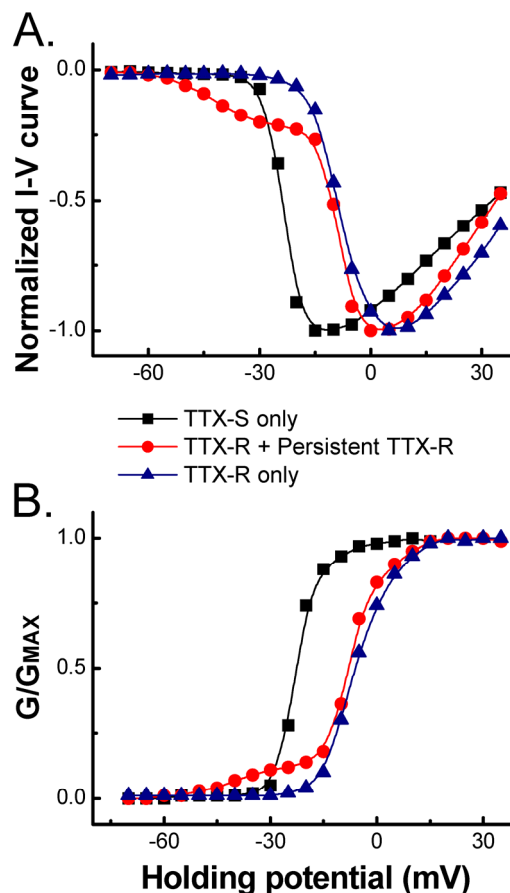 A.
Normalized I-V curve
0.0
-0.5
-1.0
-60
-30
0
30
TTX-S only
TTX-R + Persistent TTX-R
TTX-R only
B.
G/GMAX
1.0
0.5
0.0
-60
-30
0
30
Holding potential (mV)